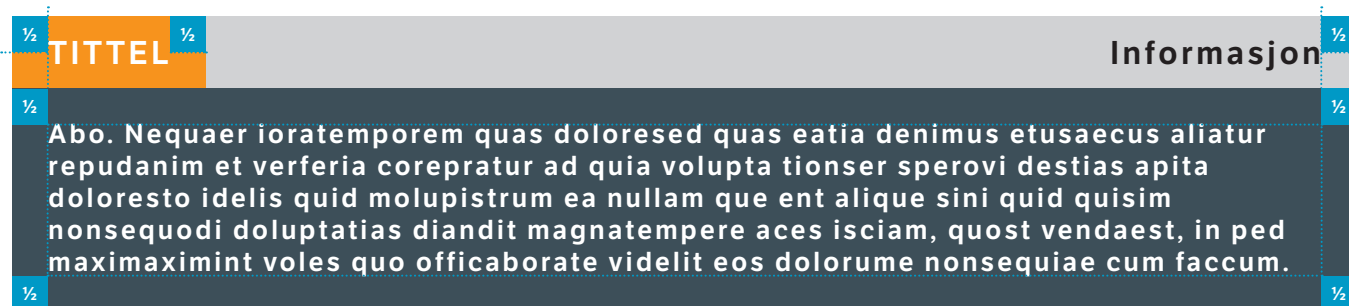 ½ TITTEL ½ Informasjon ½
½ ½
Abo. Nequaer ioratemporem quas doloresed quas eatia denimus etusaecus aliatur
repudanim et verferia corepratur ad quia volupta tionser sperovi destias apita
doloresto idelis quid molupistrum ea nullam que ent alique sini quid quisim
nonsequodi doluptatias diandit magnatempere aces isciam, quost vendaest, in ped
maximaximint voles quo officaborate videlit eos dolorume nonsequiae cum faccum.
½ ½